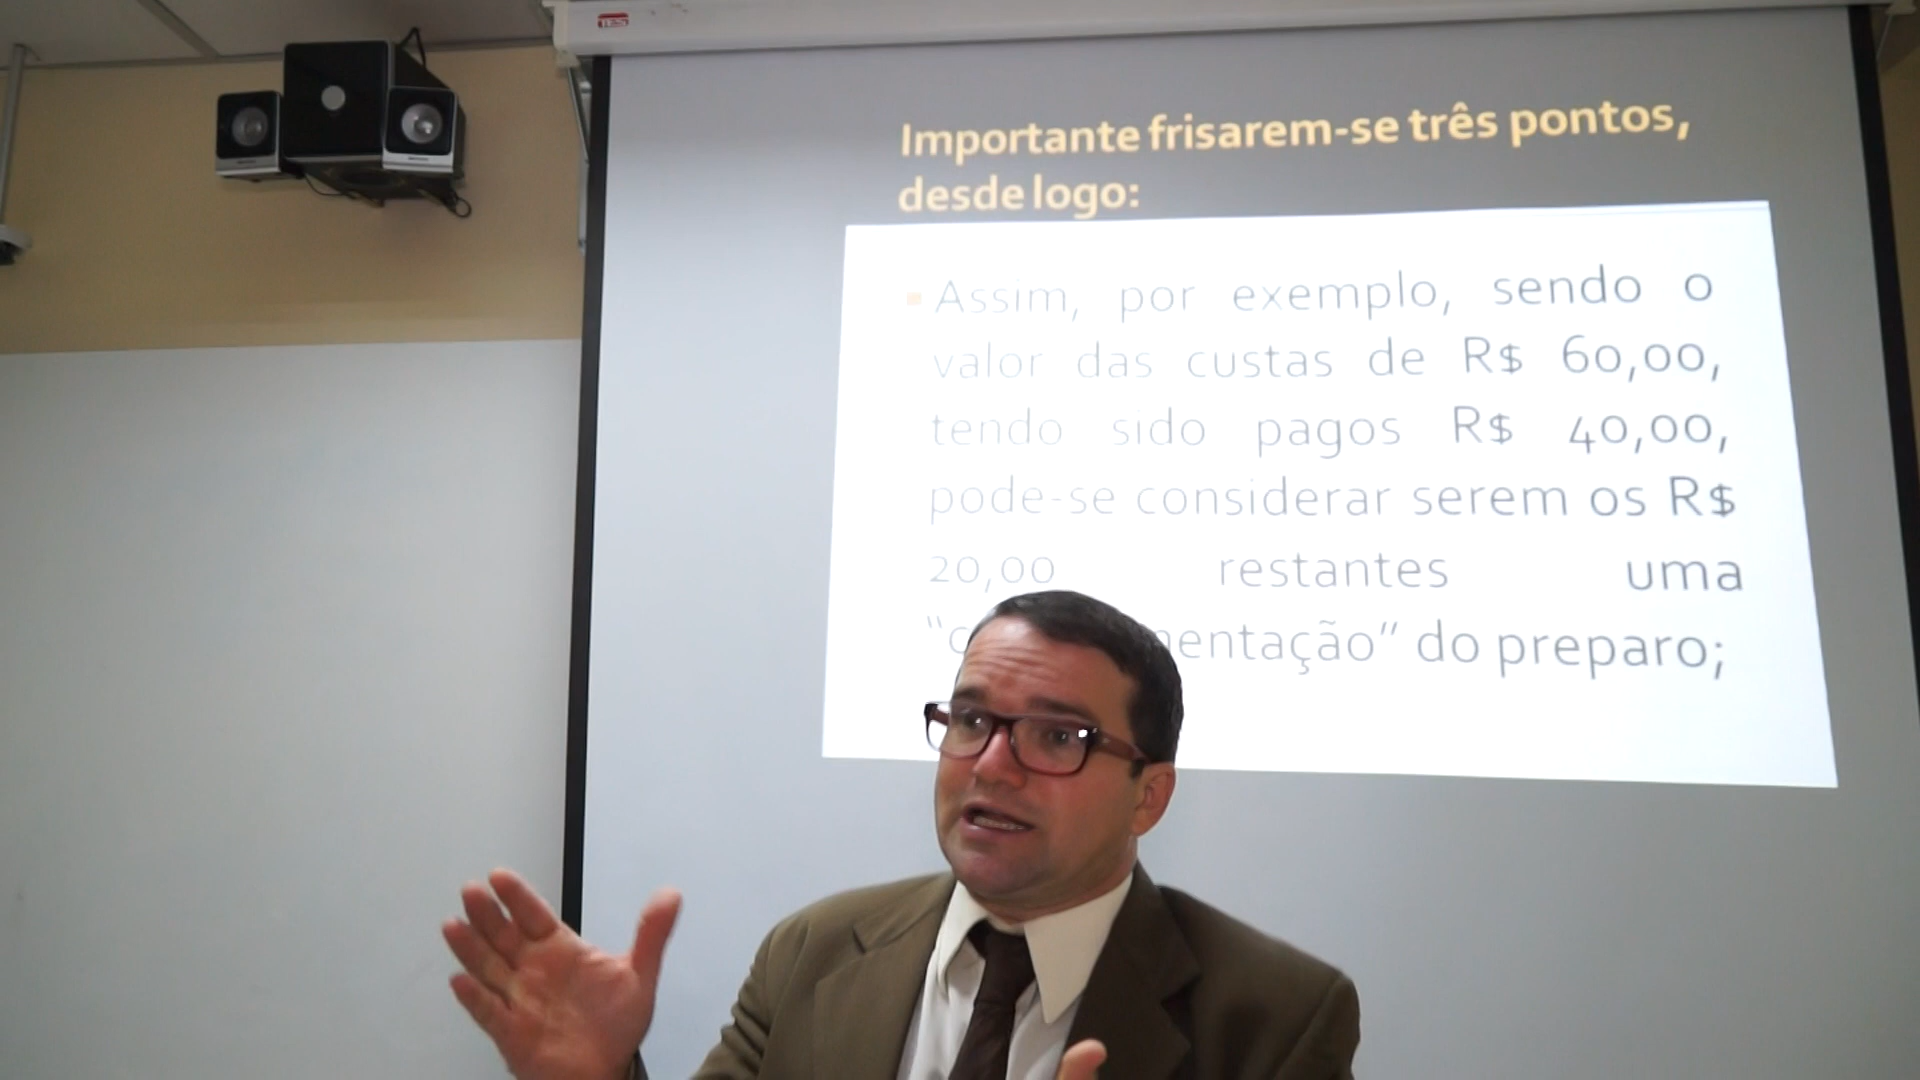 Importante frisarem-se três pontos,
desde logo:
Assim, por exemplo, sendo o
valor das custas de R$ 60,00,
tendo sido pagos R$ 40,00,
pode-se considerar serem os R$
20,00 restantes uma
do preparo;